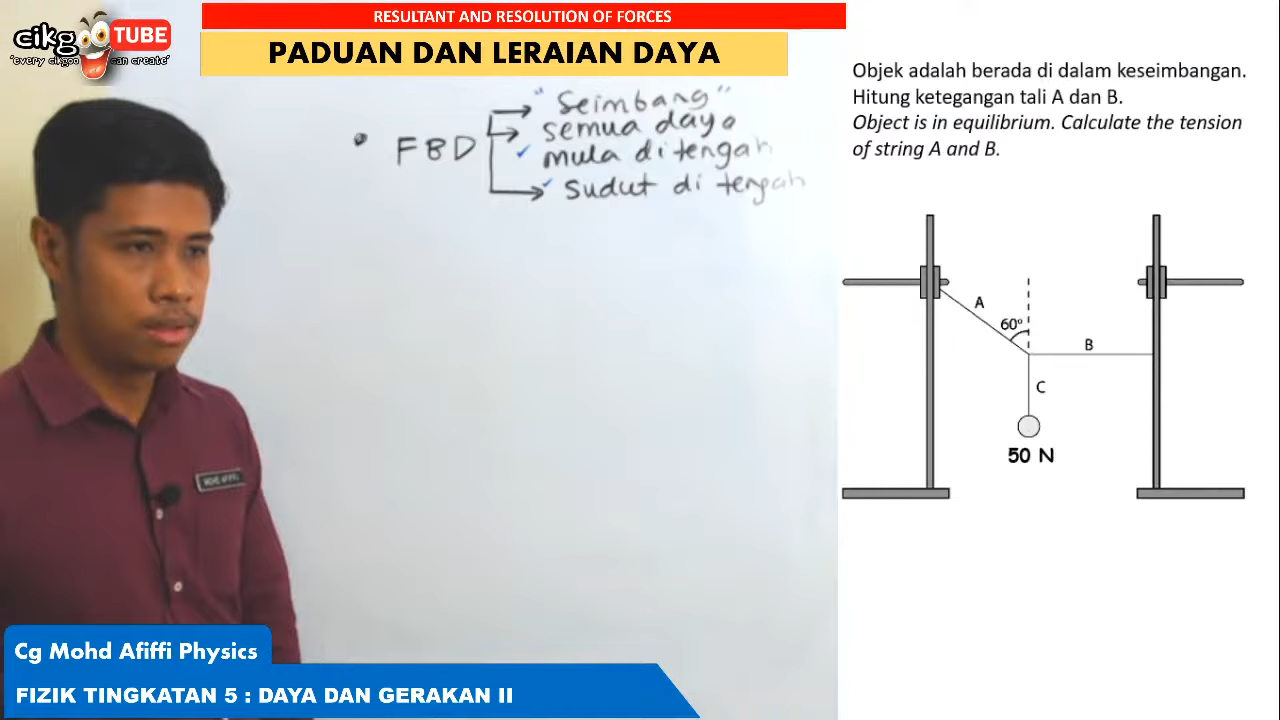 RESULTANT AND RESOLUTION OF FORCES
cikgooTUBE
'every cikgoo can create'
PADUAN DAN LERAIAN DAYA
Objek adalah berada di dalam keseimbangan.
Hitung ketegangan tali A dan B.
Object is in equilibrium. Calculate the tension
of string A and B.
• FBD
"Seimbang"
semua daya
mula di tengah
sudut di tengah
A
60°
B
C
50 N
MOHD AFIFFI
Cg Mohd Afiffi Physics
FIZIK TINGKATAN 5 : DAYA DAN GERAKAN II